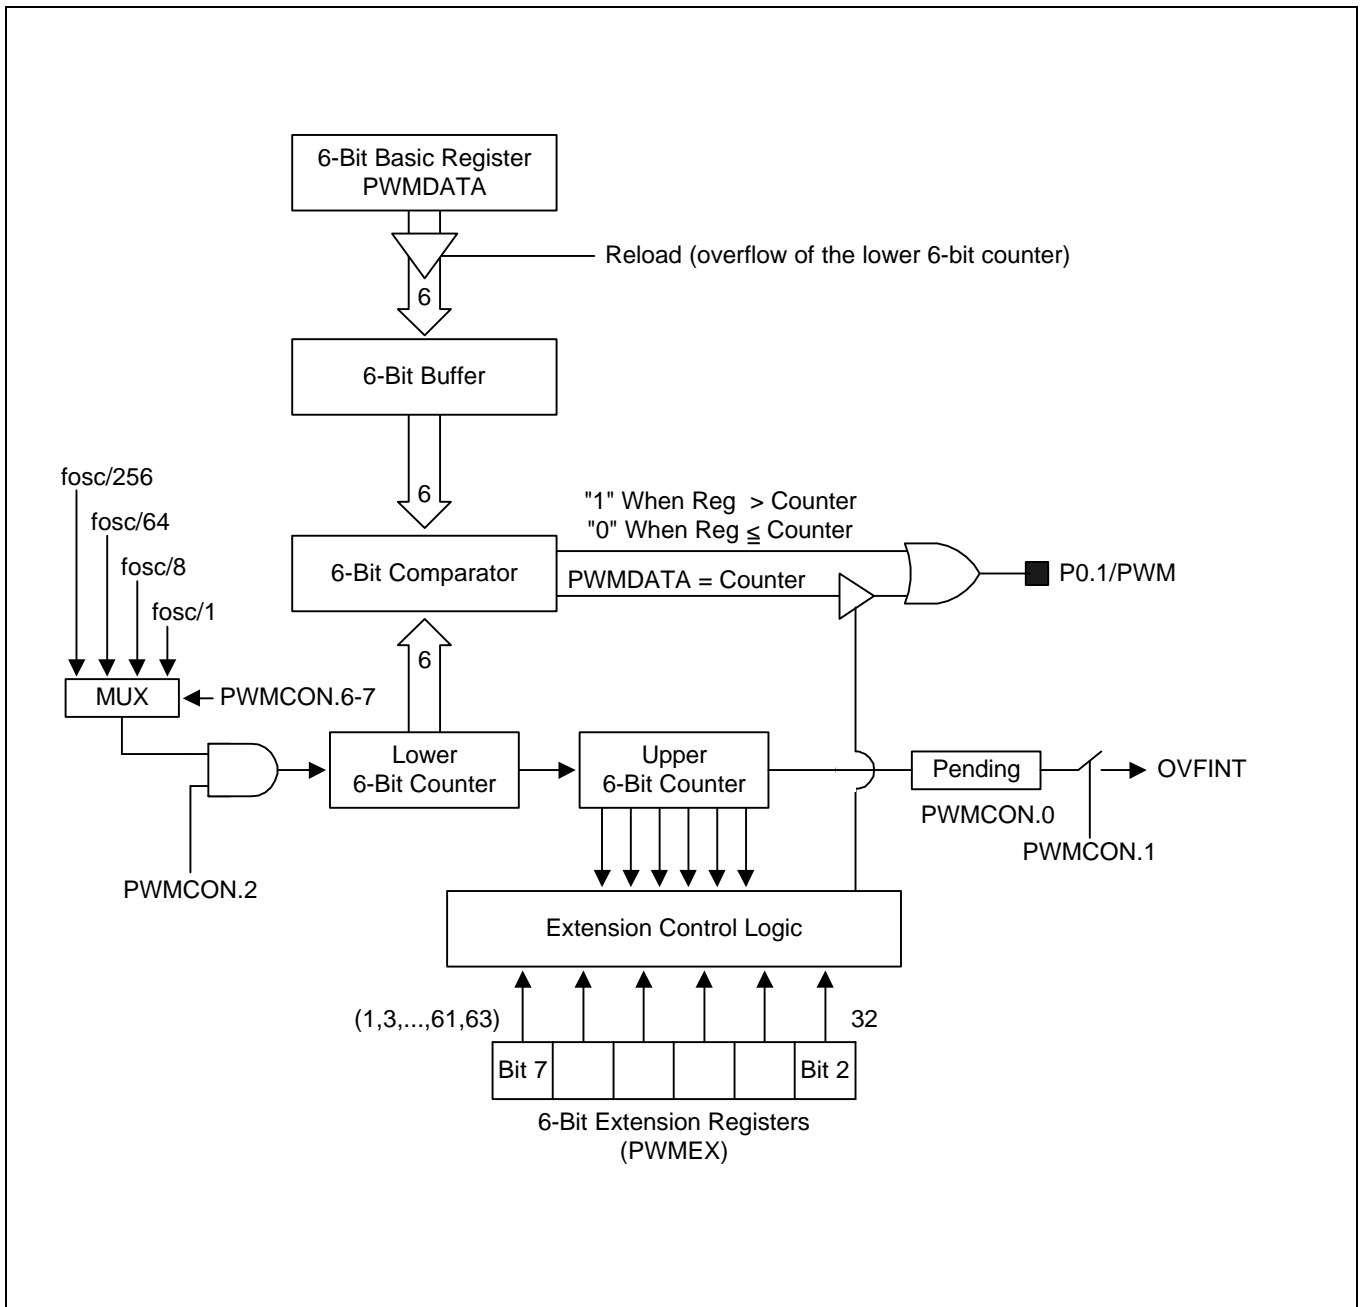 6-Bit Basic Register
PWMDATA
Reload (overflow of the lower 6-bit counter)
6
6-Bit Buffer
6
fosc/256
fosc/64
fosc/8
fosc/1
"1" When Reg > Counter
"0" When Reg ≦ Counter
6-Bit Comparator
PWMDATA = Counter
P0.1/PWM
6
MUX
PWMCON.6-7
Lower
6-Bit Counter
Upper
6-Bit Counter
Pending
OVFINT
PWMCON.0
PWMCON.1
PWMCON.2
Extension Control Logic
(1,3,...,61,63)
32
Bit 7
Bit 2
6-Bit Extension Registers
(PWMEX)